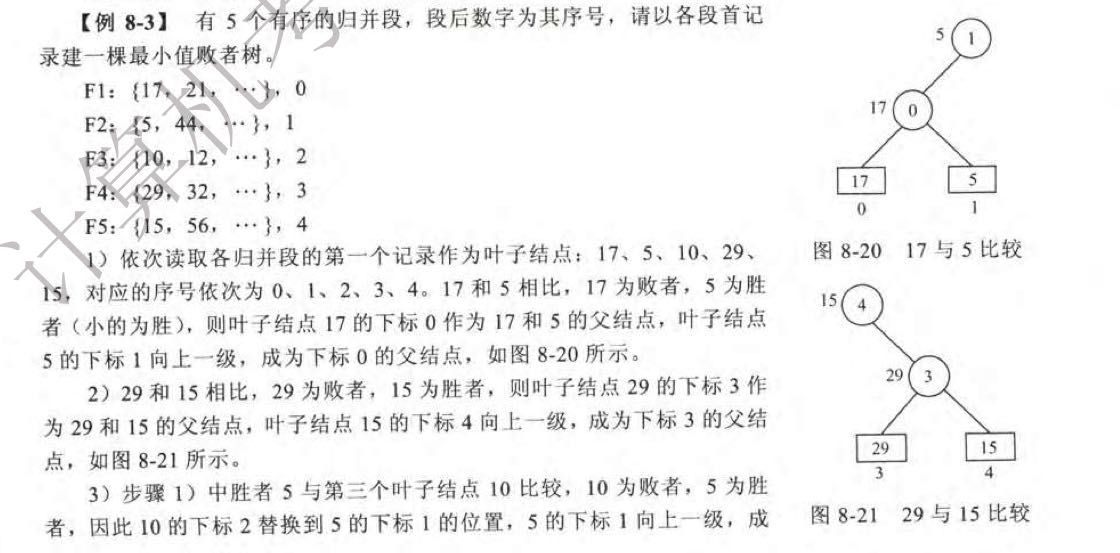 【例 8-3】 有 5 个有序的归并段，段后数字为其序号，请以各段首记
录建一棵最小值败者树。
F1：{17，21，…}，0
F2：{5，44，…}，1
F3：{10，12，…}，2
F4：{29，32，…}，3
F5：{15，56，…}，4
1）依次读取各归并段的第一个记录作为叶子结点：17、5、10、29、
15，对应的序号依次为 0、1、2、3、4。17 和 5 相比，17 为败者，5 为胜
者（小的为胜），则叶子结点 17 的下标 0 作为 17 和 5 的父结点，叶子结点
5 的下标 1 向上一级，成为下标 0 的父结点，如图 8-20 所示。
2）29 和 15 相比，29 为败者，15 为胜者，则叶子结点 29 的下标 3 作
为 29 和 15 的父结点，叶子结点 15 的下标 4 向上一级，成为下标 3 的父结
点，如图 8-21 所示。
3）步骤 1）中胜者 5 与第三个叶子结点 10 比较，10 为败者，5 为胜
者，因此 10 的下标 2 替换到 5 的下标 1 的位置，5 的下标 1 向上一级，成
5 1
17 0
17 5
0 1
图 8-20 17 与 5 比较
15 4
29 3
29 15
3 4
图 8-21 29 与 15 比较
计算机考